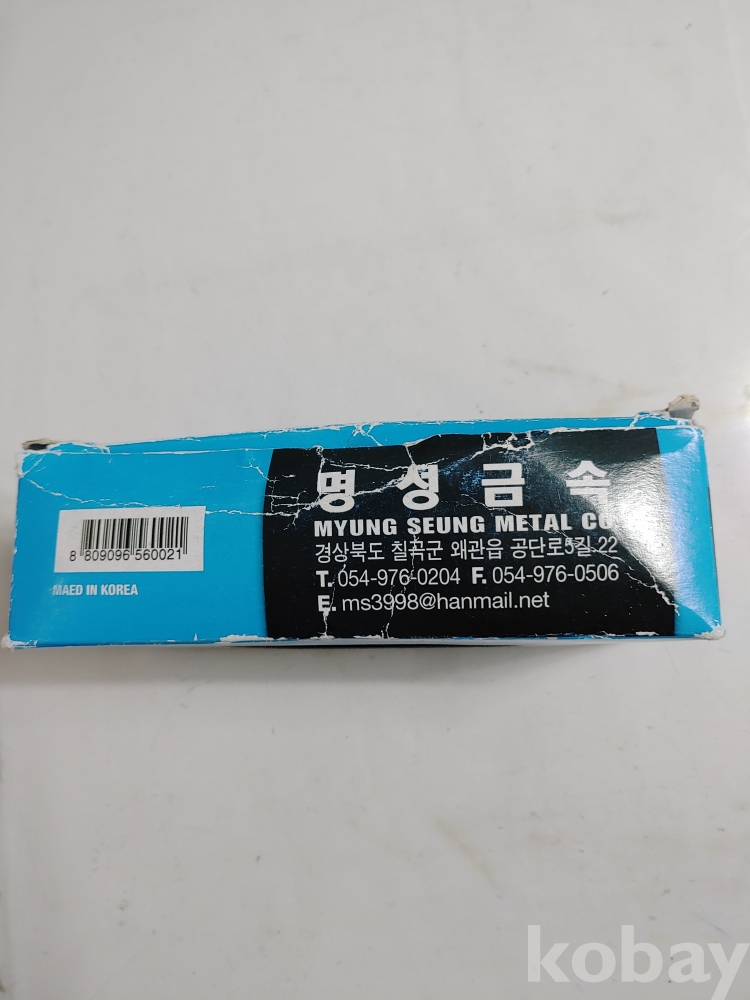 명 성 금 속
MYUNG SEUNG METAL CO
경상북도 칠곡군 왜관읍 공단로5길 22
T. 054-976-0204 F. 054-976-0506
E. ms3998@hanmail.net
8 809096 560021
MAED IN KOREA
kobay